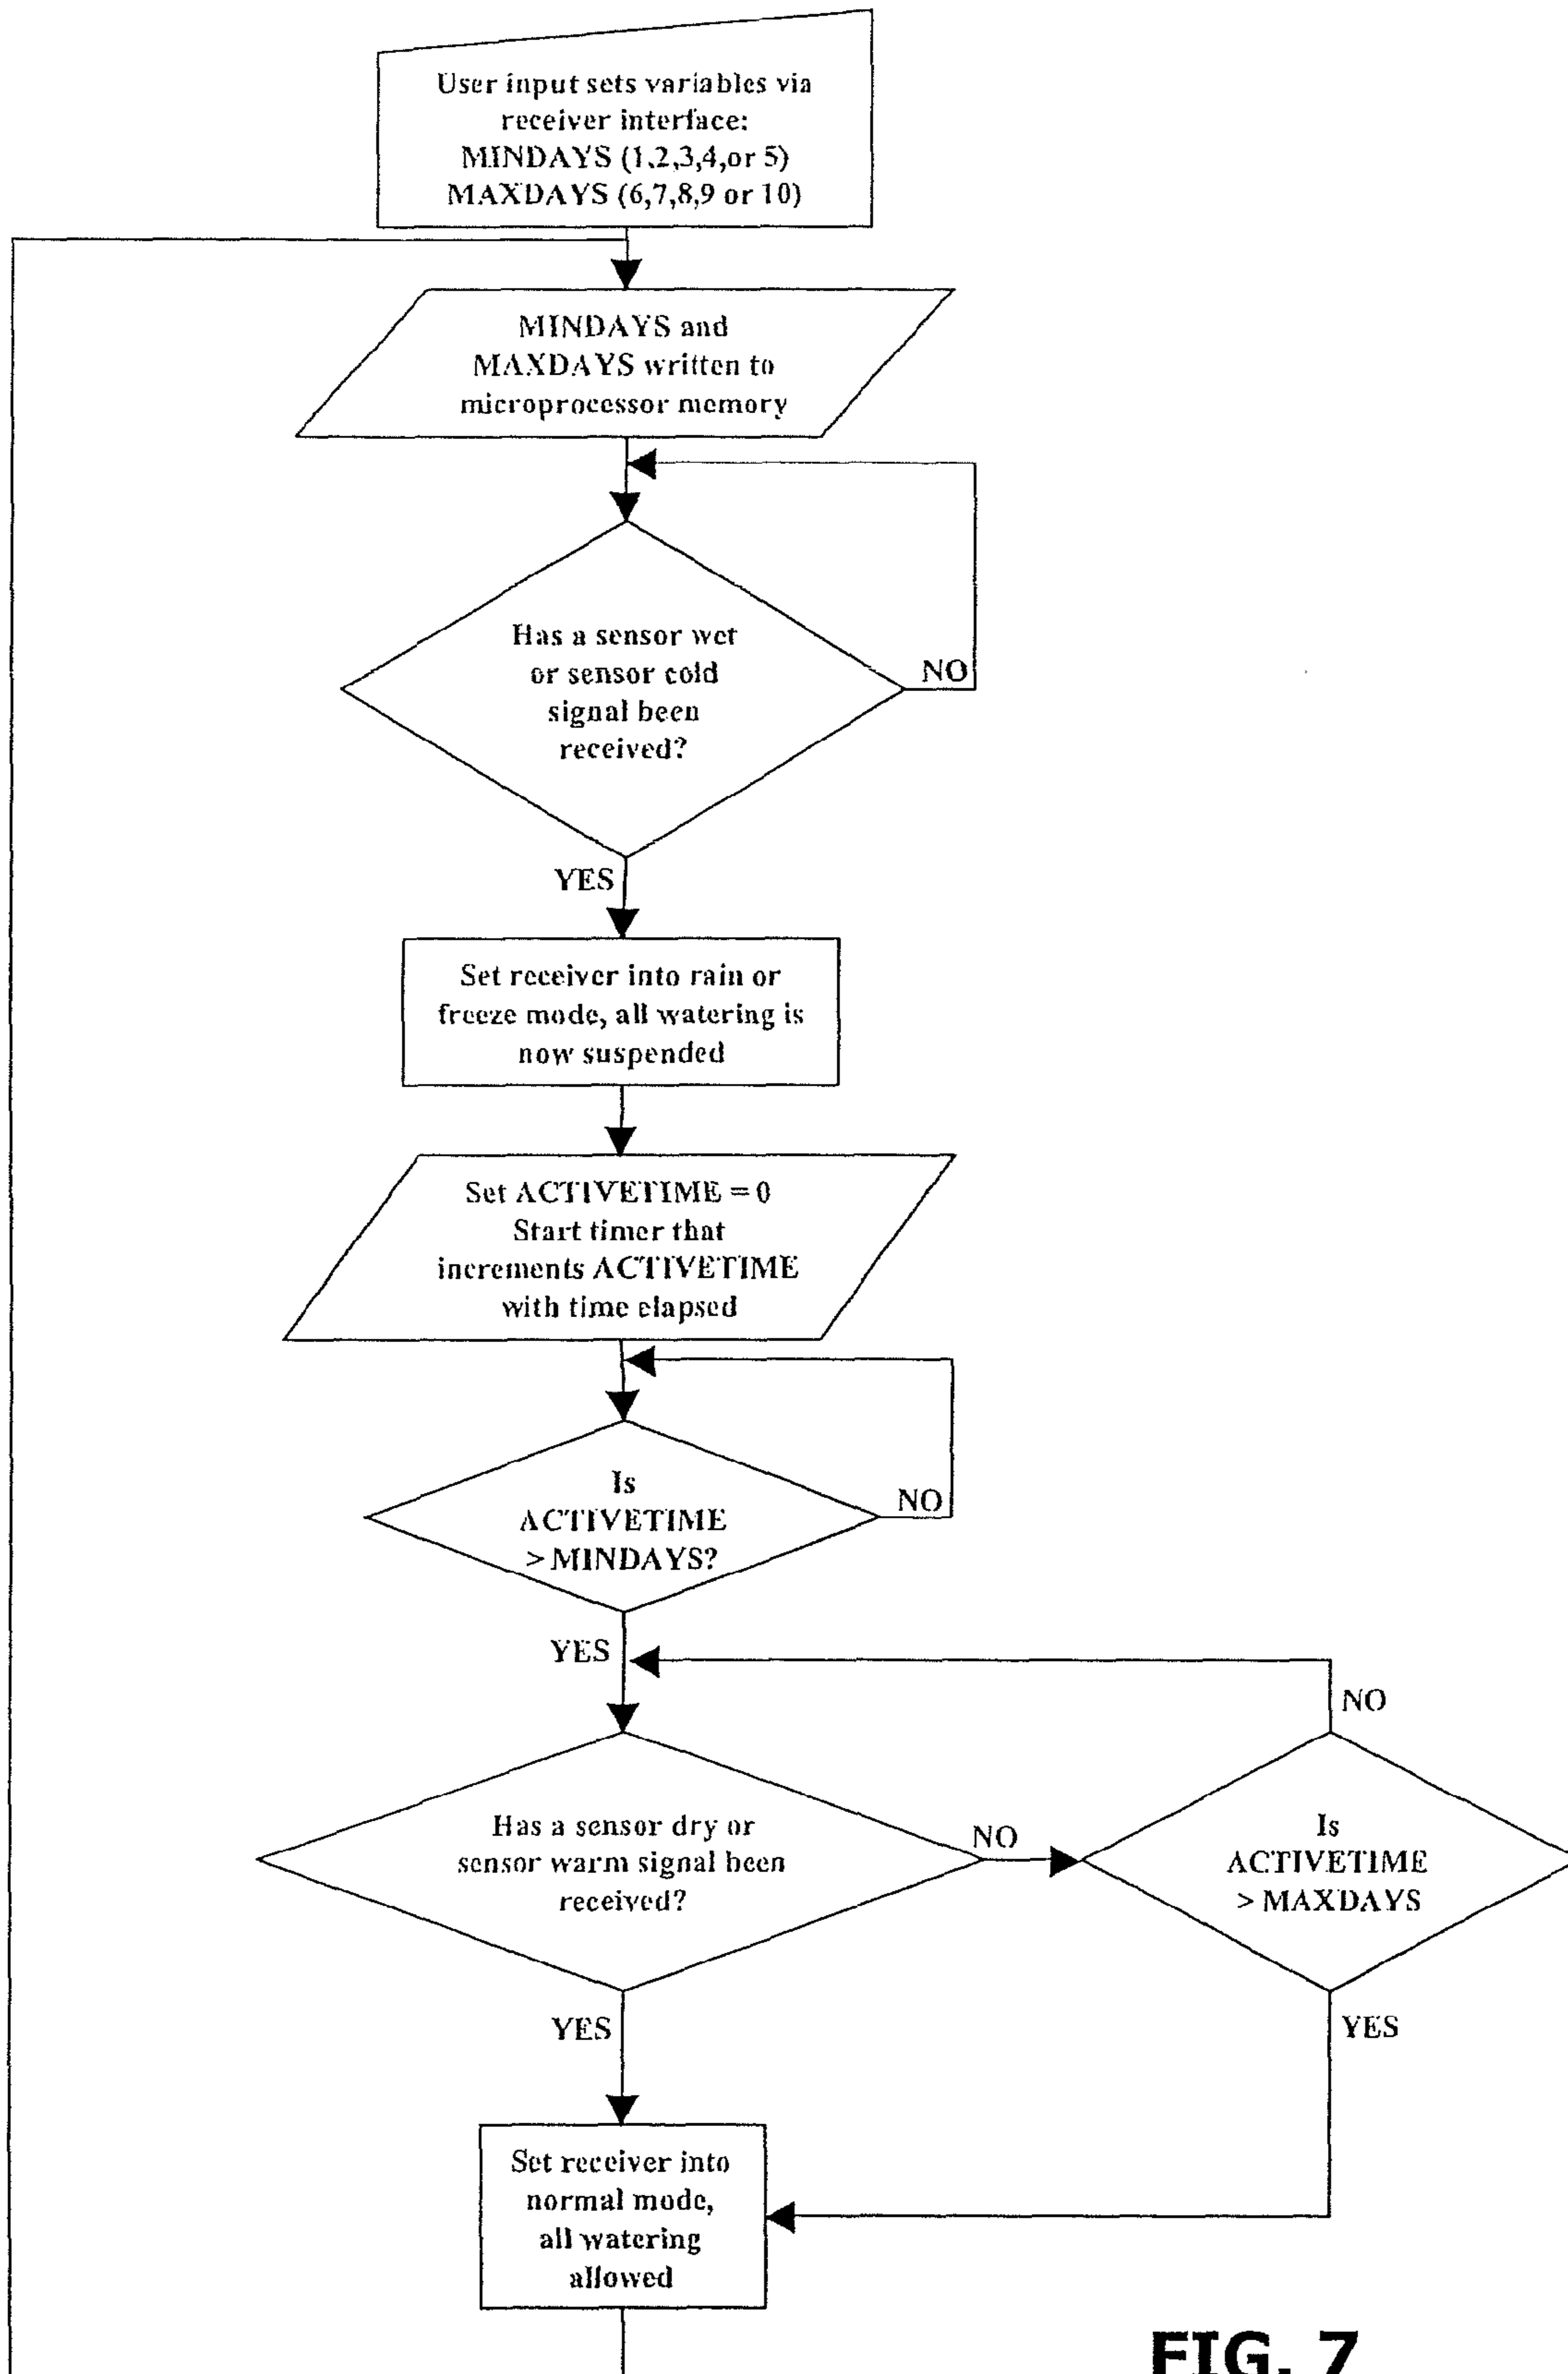 User input sets variables via
receiver interface:
MINDAYS (1,2,3,4,or 5)
MAXDAYS (6,7,8,9 or 10)
MINDAYS and
MAXDAYS written to
microprocessor memory
Has a sensor wet
or sensor cold
signal been
received?
NO
YES
Set receiver into rain or
freeze mode, all watering is
now suspended
Set ACTIVETIME = 0
Start timer that
increments ACTIVETIME
with time elapsed
Is
ACTIVETIME
> MINDAYS?
NO
YES
Has a sensor dry or
sensor warm signal been
received?
NO
Is
ACTIVETIME
> MAXDAYS
NO
YES
YES
Set receiver into
normal mode,
all watering
allowed
FIG. 7